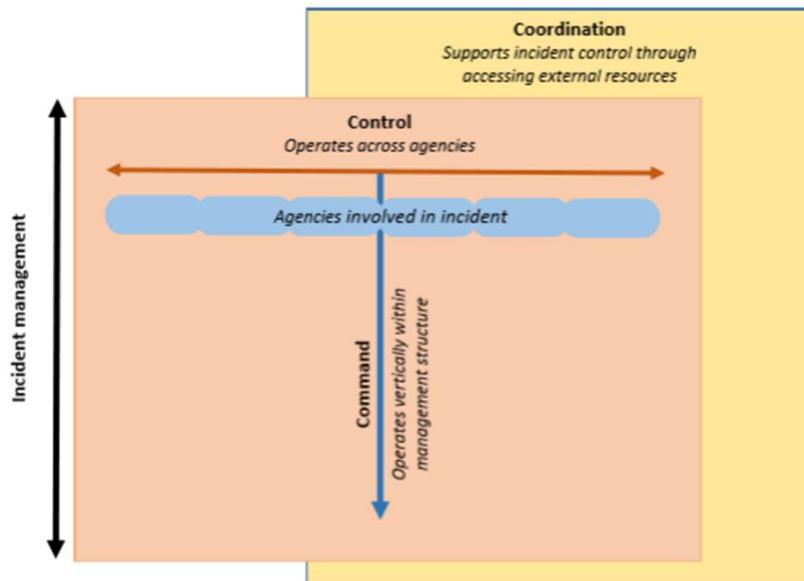 Coordination
Supports incident control through
accessing external resources
Control
Operates across agencies
Agencies involved in incident
Incident management
Command
Operates vertically within
management structure